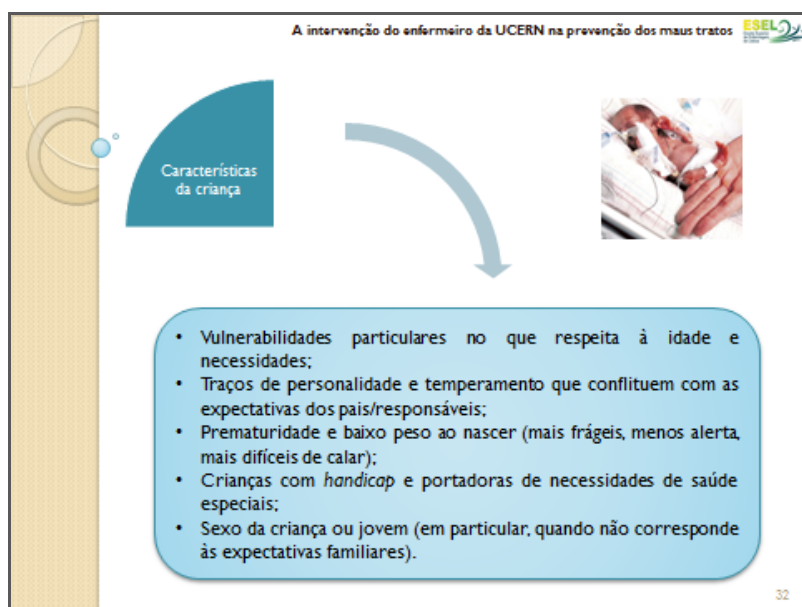 A intervenção do enfermeiro da UCERN na prevenção dos maus tratos
ESEL
Características
da criança
• Vulnerabilidades particulares no que respeita à idade e
necessidades;
• Traços de personalidade e temperamento que conflituem com as
expectativas dos pais/responsáveis;
• Prematuridade e baixo peso ao nascer (mais frágeis, menos alerta,
mais difíceis de calar);
• Crianças com handicap e portadoras de necessidades de saúde
especiais;
• Sexo da criança ou jovem (em particular, quando não corresponde
às expectativas familiares).
32